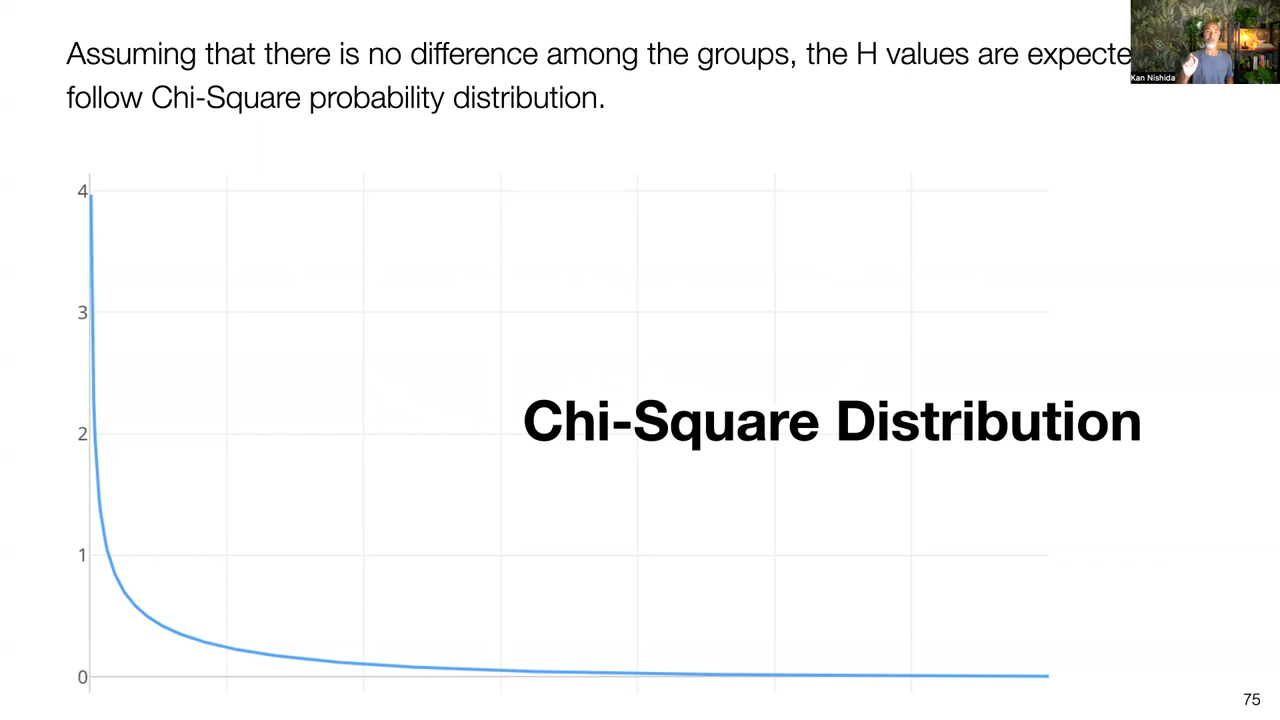 Assuming that there is no difference among the groups, the H values are expecte
follow Chi-Square probability distribution.
Kan Nishida
4
3
2
Chi-Square Distribution
1
0
75